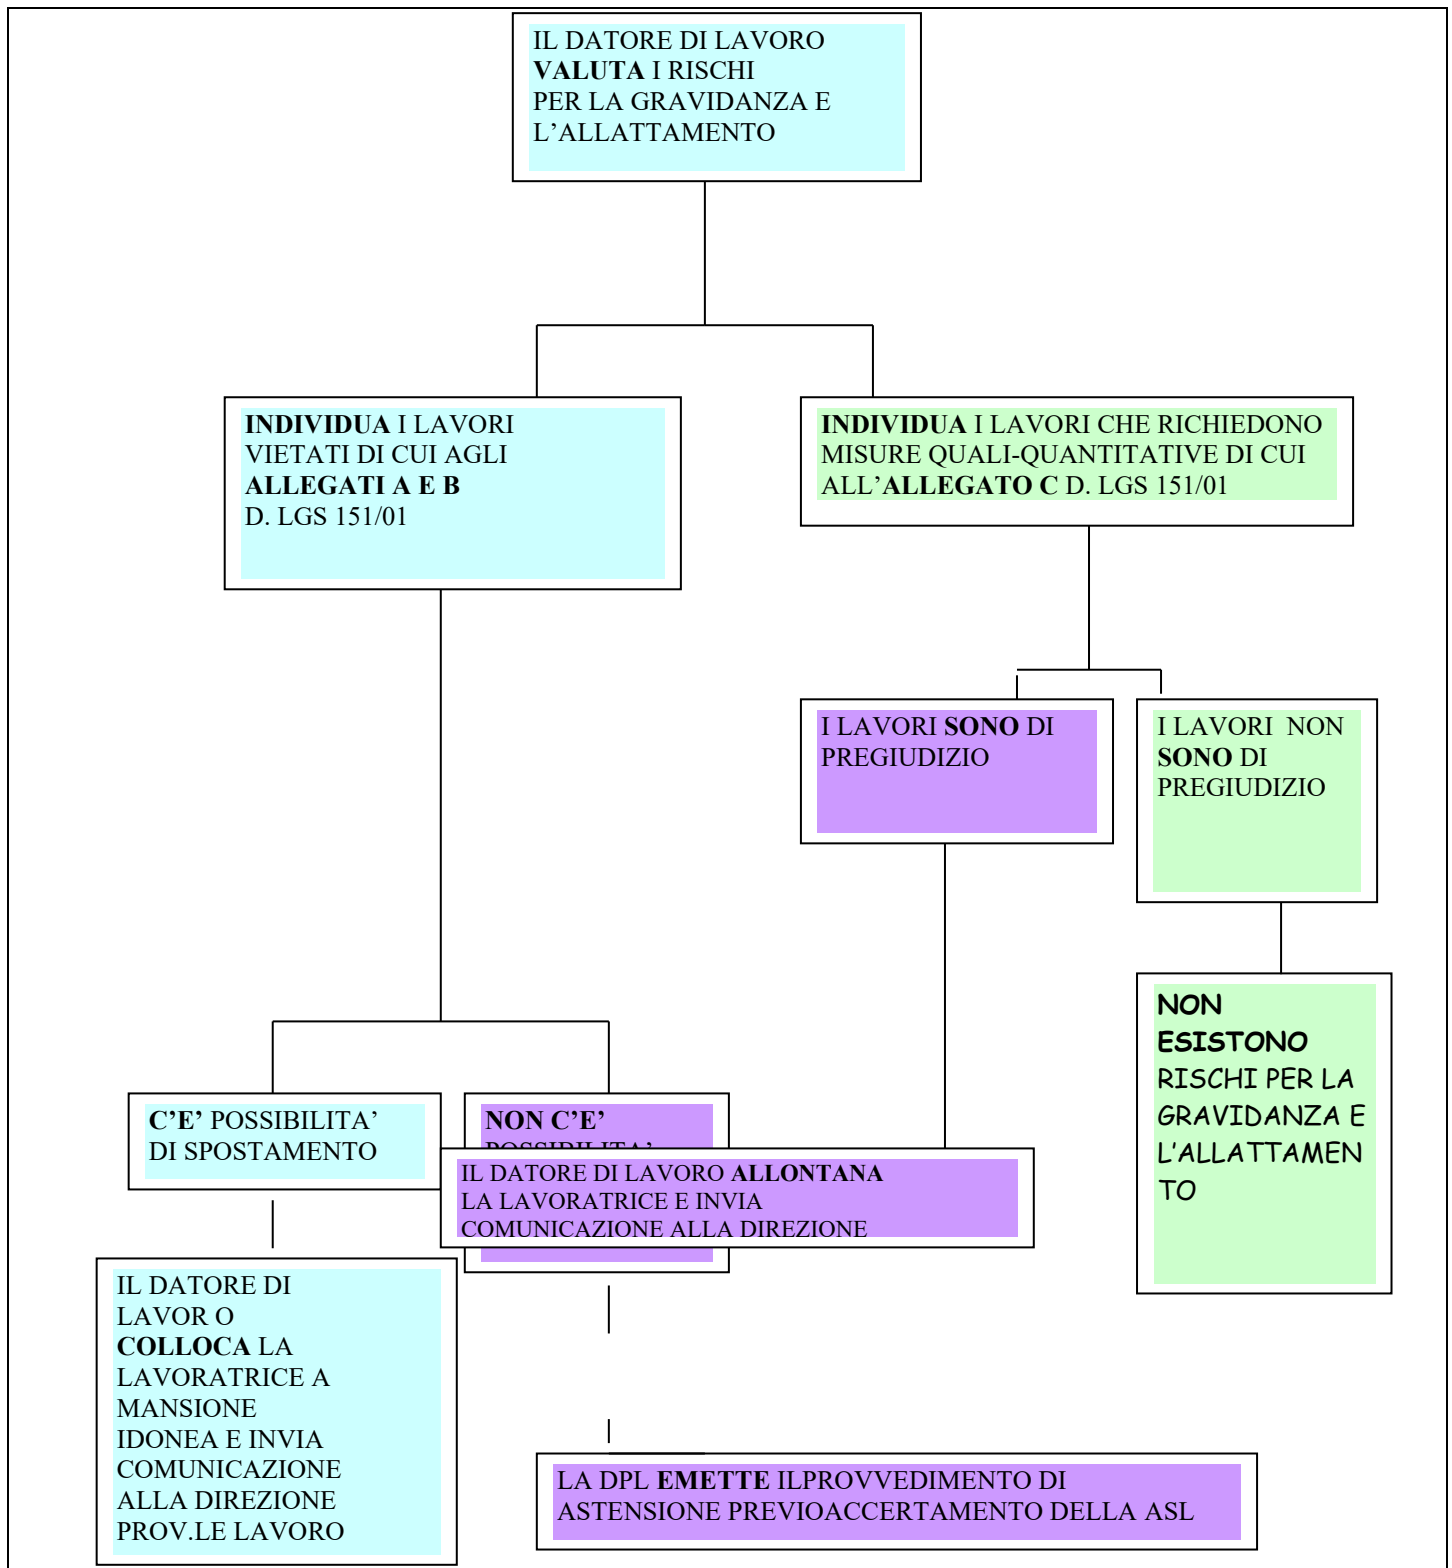 IL DATORE DI LAVORO
VALUTA I RISCHI
PER LA GRAVIDANZA E
L’ALLATTAMENTO
INDIVIDUA I LAVORI
VIETATI DI CUI AGLI
ALLEGATI A E B
D. LGS 151/01
INDIVIDUA I LAVORI CHE RICHIEDONO
MISURE QUALI-QUANTITATIVE DI CUI
ALL’ALLEGATO C D. LGS 151/01
I LAVORI SONO DI
PREGIUDIZIO
I LAVORI  NON
SONO DI
PREGIUDIZIO
NON
ESISTONO
RISCHI PER LA
GRAVIDANZA E
L’ALLATTAMEN
TO
C’E’ POSSIBILITA’
DI SPOSTAMENTO
NON C’E’
POSSIBILITA’
IL DATORE DI LAVORO ALLONTANA
LA LAVORATRICE E INVIA
COMUNICAZIONE ALLA DIREZIONE
IL DATORE DI
LAVOR O
COLLOCA LA
LAVORATRICE A
MANSIONE
IDONEA E INVIA
COMUNICAZIONE
ALLA DIREZIONE
PROV.LE LAVORO
LA DPL EMETTE ILPROVVEDIMENTO DI
ASTENSIONE PREVIOACCERTAMENTO DELLA ASL